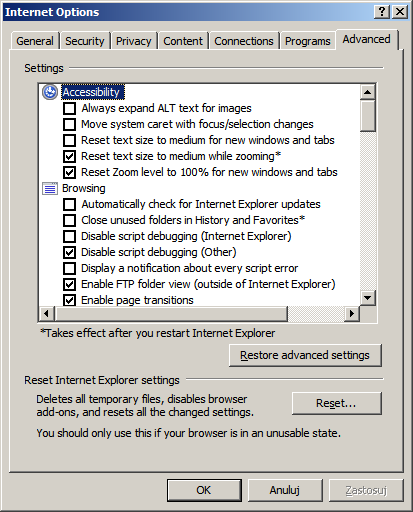 Internet Options
General Security Privacy Content Connections Programs Advanced
Settings
Accessibility
Always expand ALT text for images
Move system caret with focus/selection changes
Reset text size to medium for new windows and tabs
Reset text size to medium while zooming*
Reset Zoom level to 100% for new windows and tabs
Browsing
Automatically check for Internet Explorer updates
Close unused folders in History and Favorites*
Disable script debugging (Internet Explorer)
Disable script debugging (Other)
Display a notification about every script error
Enable FTP folder view (outside of Internet Explorer)
Enable page transitions
*Takes effect after you restart Internet Explorer
Restore advanced settings
Reset Internet Explorer settings
Deletes all temporary files, disables browser
add-ons, and resets all the changed settings.
Reset...
You should only use this if your browser is in an unusable state.
OK Anuluj Zastosuj